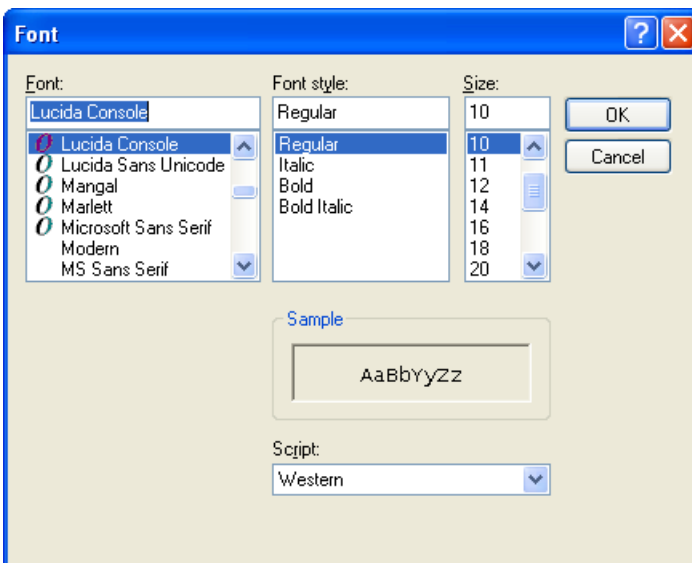 Font
Font: Font style: Size:
Lucida Console Regular 10 OK
Lucida Console Regular 10 Cancel
Lucida Sans Unicode Italic 11
Mangal Bold 12
Marlett Bold Italic 14
Microsoft Sans Serif 16
Modern 18
MS Sans Serif 20
Sample
AaBbYyZz
Script:
Western